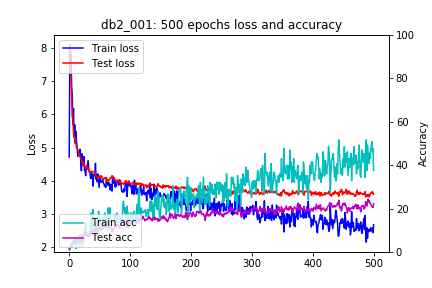 db2_001: 500 epochs loss and accuracy
Train loss
Test loss
Train acc
Test acc
Loss
Accuracy
8
7
6
5
4
3
2
100
80
60
40
20
0
0
100
200
300
400
500